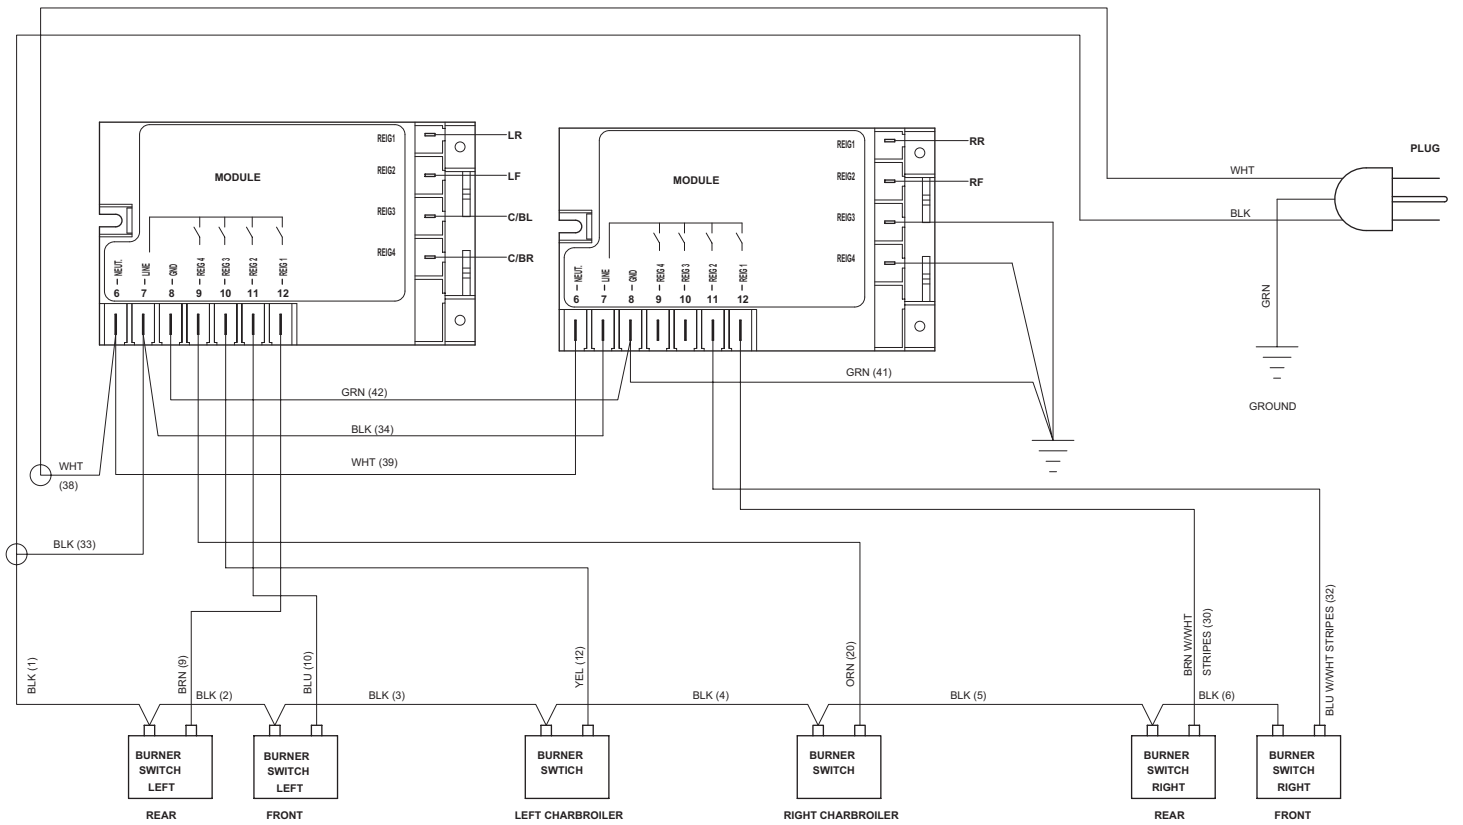 PLUG
WHT
BLK
GRN
GROUND
MODULE
REIG1
REIG2
REIG3
REIG4
LR
LF
C/BL
C/BR
NEUT.
LINE
GND
REIG 4
REIG 3
REIG 2
REIG 1
6 7 8 9 10 11 12
MODULE
REIG1
REIG2
REIG3
REIG4
RR
RF
NEUT.
LINE
GND
REIG 4
REIG 3
REIG 2
REIG 1
6 7 8 9 10 11 12
GRN (42)
GRN (41)
BLK (34)
WHT (39)
WHT
(38)
BLK (33)
BLK (1)
BRN (9)
BLK (2)
BLU (10)
BLK (3)
YEL (12)
BLK (4)
ORN (20)
BLK (5)
BRN W/WHT
STRIPES (30)
BLK (6)
BLU W/WHT STRIPES (32)
BURNER
SWITCH
LEFT
REAR
BURNER
SWITCH
LEFT
FRONT
BURNER
SWTICH
LEFT CHARBROILER
BURNER
SWITCH
RIGHT CHARBROILER
BURNER
SWITCH
RIGHT
REAR
BURNER
SWITCH
RIGHT
FRONT